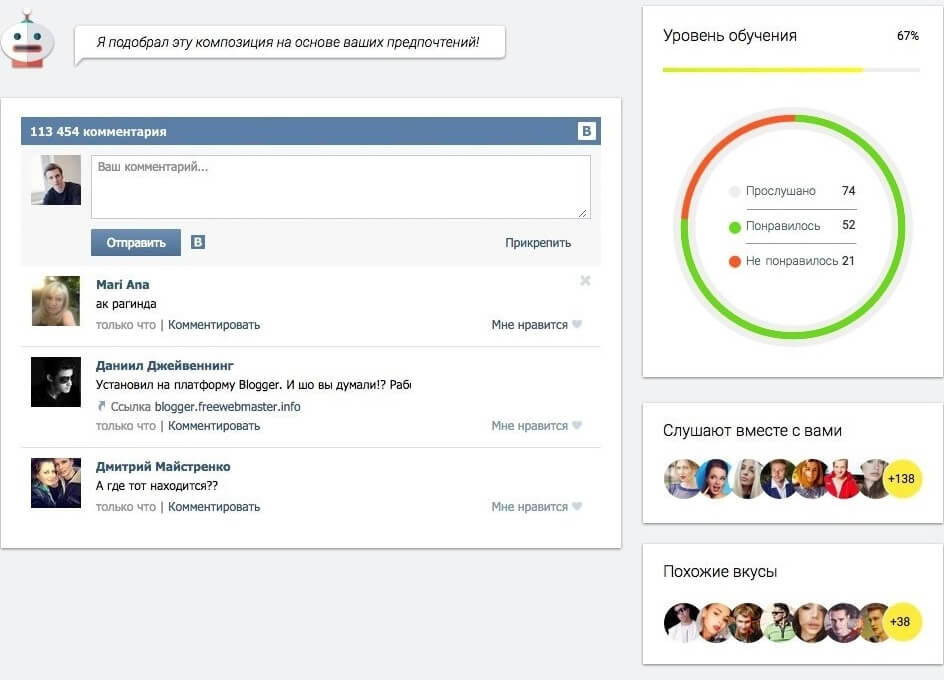 Я подобрал эту композиция на основе ваших предпочтений!
113 454 комментария
B
Ваш комментарий...
Отправить
B
Прикрепить
Mari Ana
ак рагинда
только что | Комментировать
Мне нравится
Даниил Джейвеннинг
Установил на платформу Blogger. И шо вы думали!?
Ссылка blogger.freewebmaster.info
только что | Комментировать
Мне нравится
Дмитрий Майстренко
А где тот находится??
только что | Комментировать
Мне нравится
Уровень обучения 67%
Прослушано 74
Понравилось 52
Не понравилось 21
Слушают вместе с вами
+138
Похожие вкусы
+38